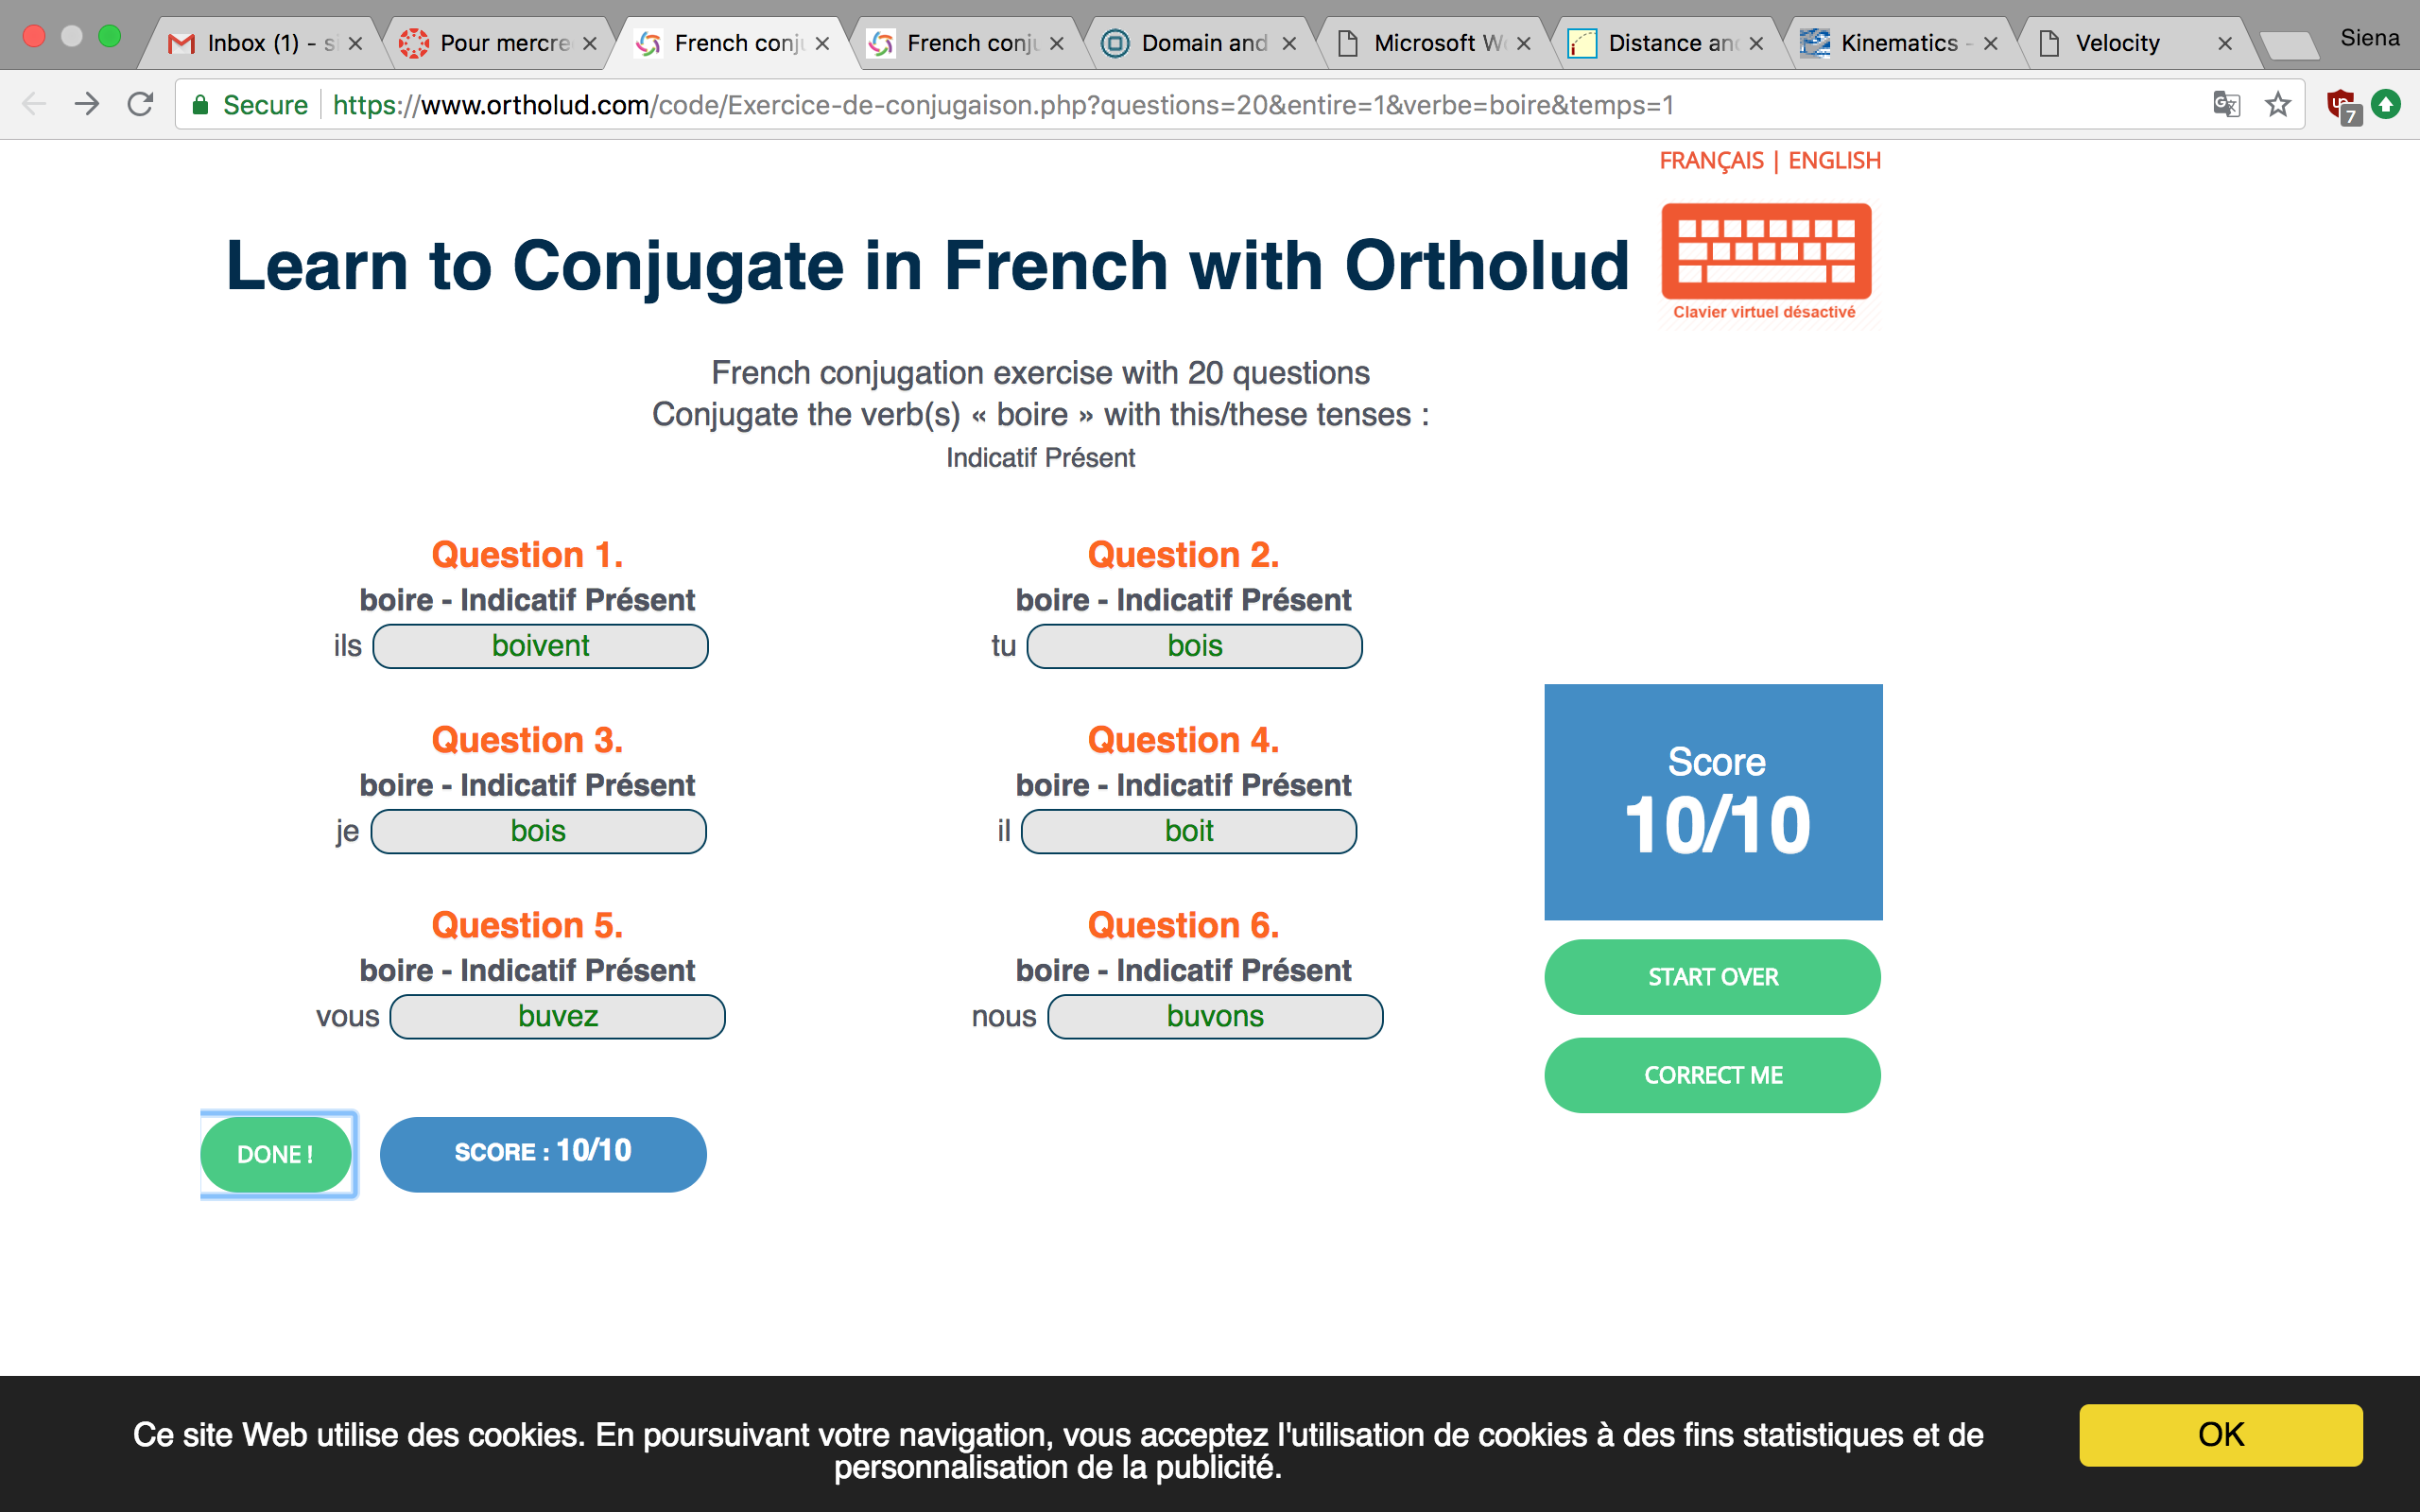 Inbox (1) - s
Pour mercre
French conj
French conj
Domain and
Microsoft W
Distance an
Kinematics -
Velocity
Siena
Secure https://www.ortholud.com/code/Exercice-de-conjugaison.php?questions=20&entire=1&verbe=boire&temps=1
7
FRANÇAIS | ENGLISH
Learn to Conjugate in French with Ortholud
Clavier virtuel désactivé
French conjugation exercise with 20 questions
Conjugate the verb(s) « boire » with this/these tenses :
Indicatif Présent
Question 1.
boire - Indicatif Présent
ils boivent
Question 2.
boire - Indicatif Présent
tu bois
Question 3.
boire - Indicatif Présent
je bois
Question 4.
boire - Indicatif Présent
il boit
Question 5.
boire - Indicatif Présent
vous buvez
Question 6.
boire - Indicatif Présent
nous buvons
Score
10/10
START OVER
CORRECT ME
DONE !
SCORE : 10/10
Ce site Web utilise des cookies. En poursuivant votre navigation, vous acceptez l'utilisation de cookies à des fins statistiques et de
personnalisation de la publicité.
OK